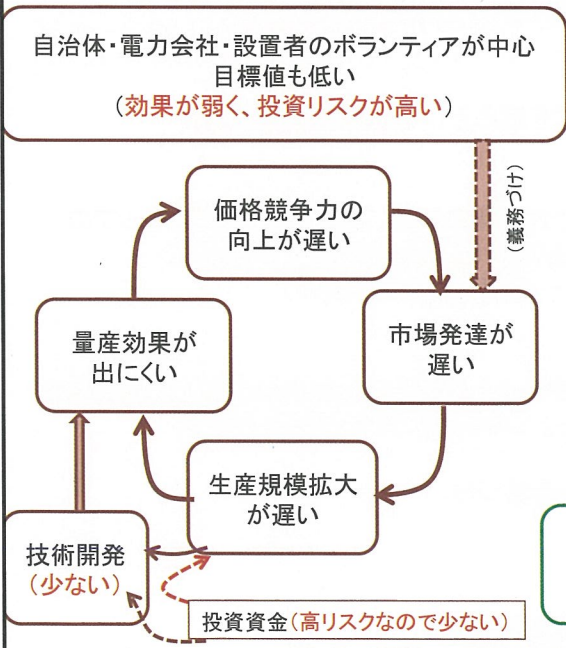 自治体・電力会社・設置者のボランティアが中心
目標値も低い
（効果が弱く、投資リスクが高い）
（義務づけ）
価格競争力の
向上が遅い
市場発達が
遅い
量産効果が
出にくい
生産規模拡大
が遅い
技術開発
（少ない）
投資資金（高リスクなので少ない）